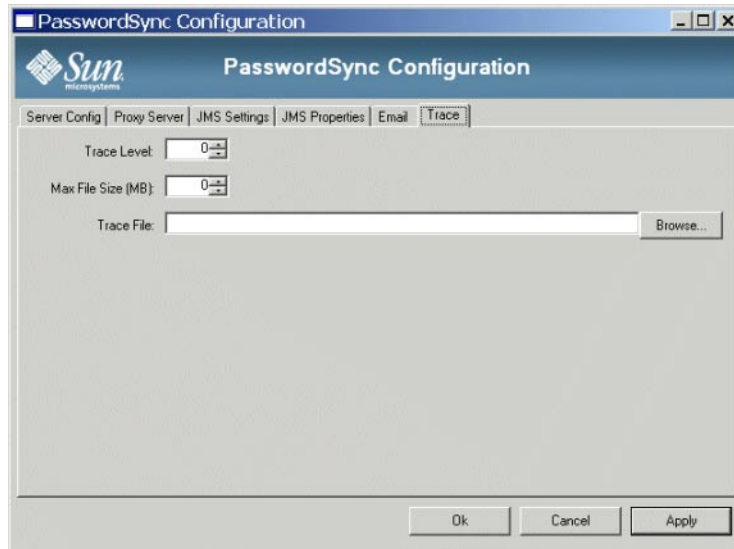 PasswordSync Configuration
Sun
microsystems
PasswordSync Configuration
Server Config Proxy Server JMS Settings JMS Properties Email Trace
Trace Level: 0
Max File Size (MB): 0
Trace File: Browse...
Ok Cancel Apply